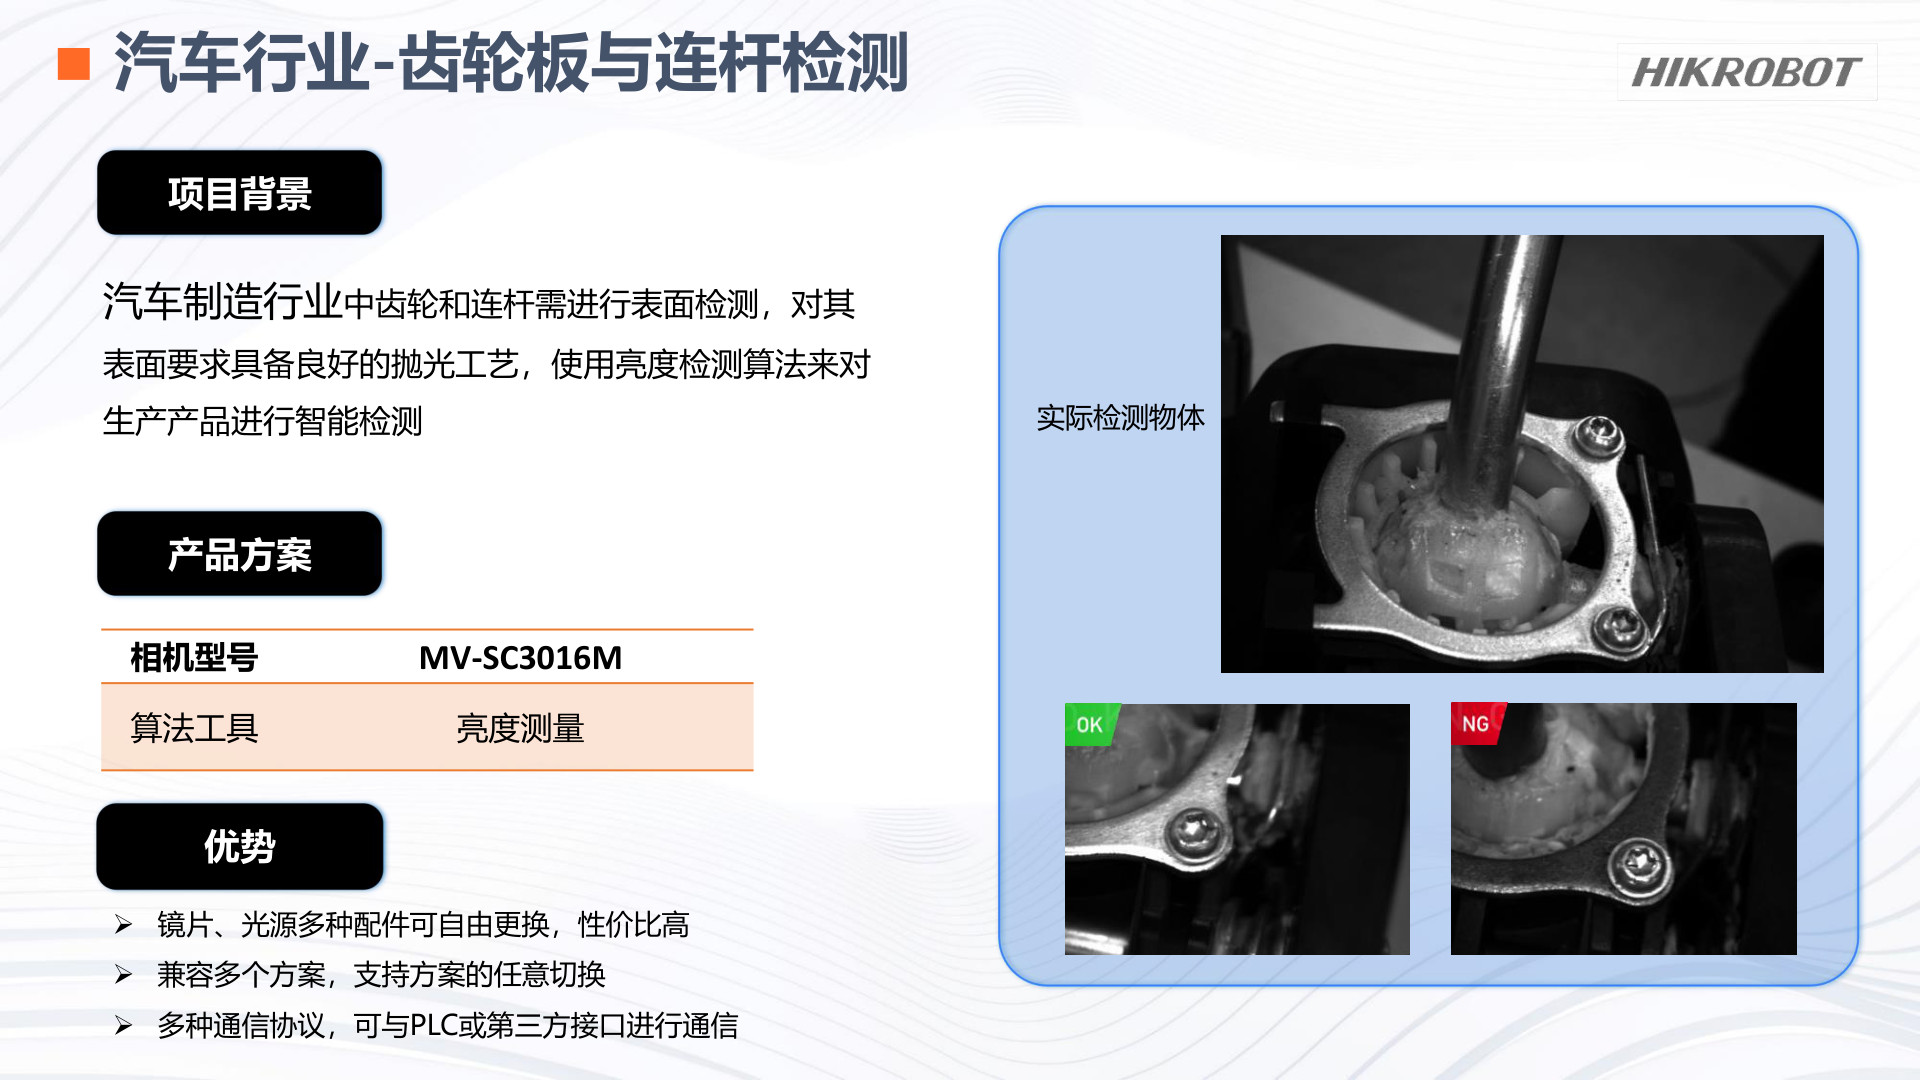 汽车行业-齿轮板与连杆检测
HIKROBOT
项目背景
汽车制造行业中齿轮和连杆需进行表面检测，对其
表面要求具备良好的抛光工艺，使用亮度检测算法来对
生产产品进行智能检测
产品方案
相机型号 MV-SC3016M
算法工具 亮度测量
优势
➢ 镜片、光源多种配件可自由更换，性价比高
➢ 兼容多个方案，支持方案的任意切换
➢ 多种通信协议，可与PLC或第三方接口进行通信
实际检测物体
OK
NG